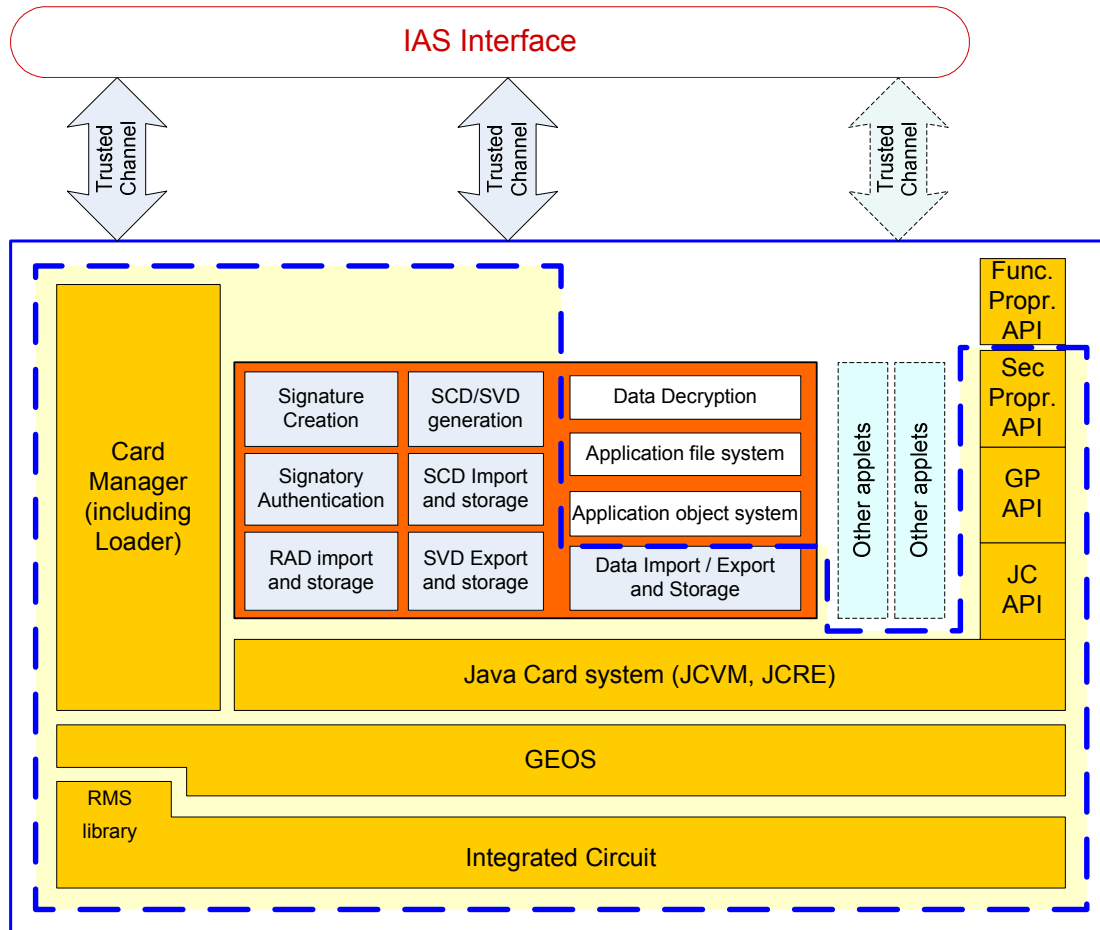 IAS Interface
Trusted
Channel
Trusted
Channel
Trusted
Channel
Func.
Propr.
API
Sec
Propr.
API
GP
API
JC
API
Card
Manager
(including
Loader)
Signature
Creation
SCD/SVD
generation
Data Decryption
Signatory
Authentication
SCD Import
and storage
Application file system
Application object system
RAD import
and storage
SVD Export
and storage
Data Import / Export
and Storage
Other applets
Other applets
Java Card system (JCVM, JCRE)
GEOS
RMS
library
Integrated Circuit